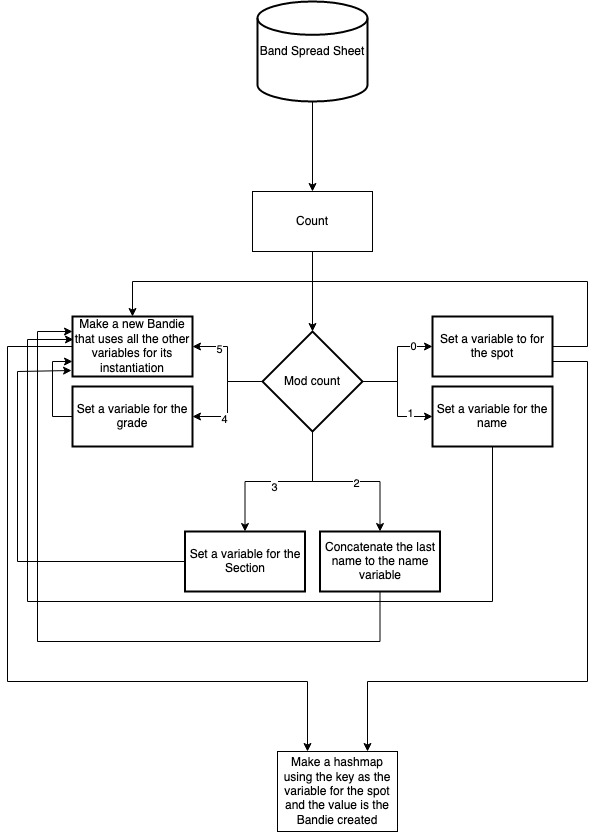 Band Spread Sheet
Count
Make a new Bandie
that uses all the other
variables for its
instantiation
5
Mod count
0
Set a variable to for
the spot
Set a variable for the
grade
4
1
Set a variable for the
name
3
2
Set a variable for the
Section
Concatenate the last
name to the name
variable
Make a hashmap
using the key as the
variable for the spot
and the value is the
Bandie created